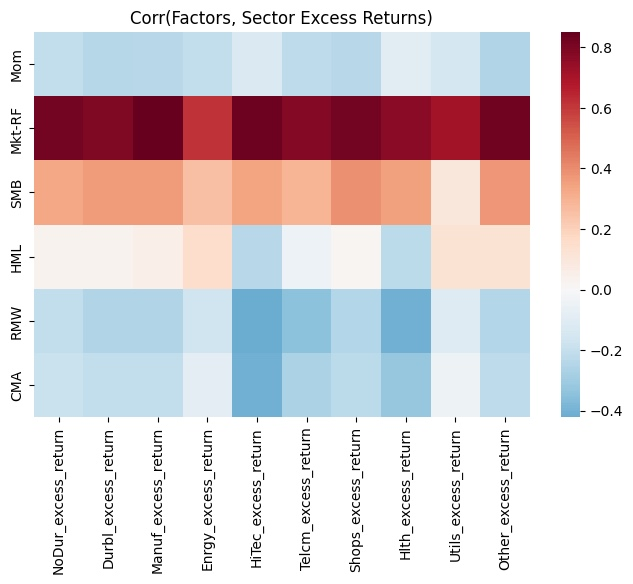 Corr(Factors, Sector Excess Returns)
Mom
Mkt-RF
SMB
HML
RMW
CMA
NoDur_excess_return
Durbl_excess_return
Manuf_excess_return
Enrgy_excess_return
HiTec_excess_return
Telcm_excess_return
Shops_excess_return
Hlth_excess_return
Utils_excess_return
Other_excess_return
0.8
0.6
0.4
0.2
0.0
−0.2
−0.4